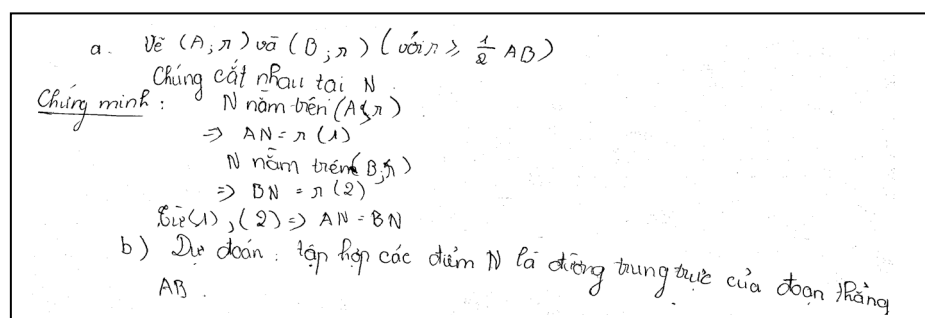 a. Vẽ (A; r) và (B; r) (với r ≥ 1/2 AB)
Chúng cắt nhau tại N.
Chứng minh: N nằm trên (A; r)
=> AN = r (1)
N nằm trên (B; r)
=> BN = r (2)
Từ (1), (2) => AN = BN
b) Dự đoán: tập hợp các điểm N là đường trung trực của đoạn thẳng
AB.